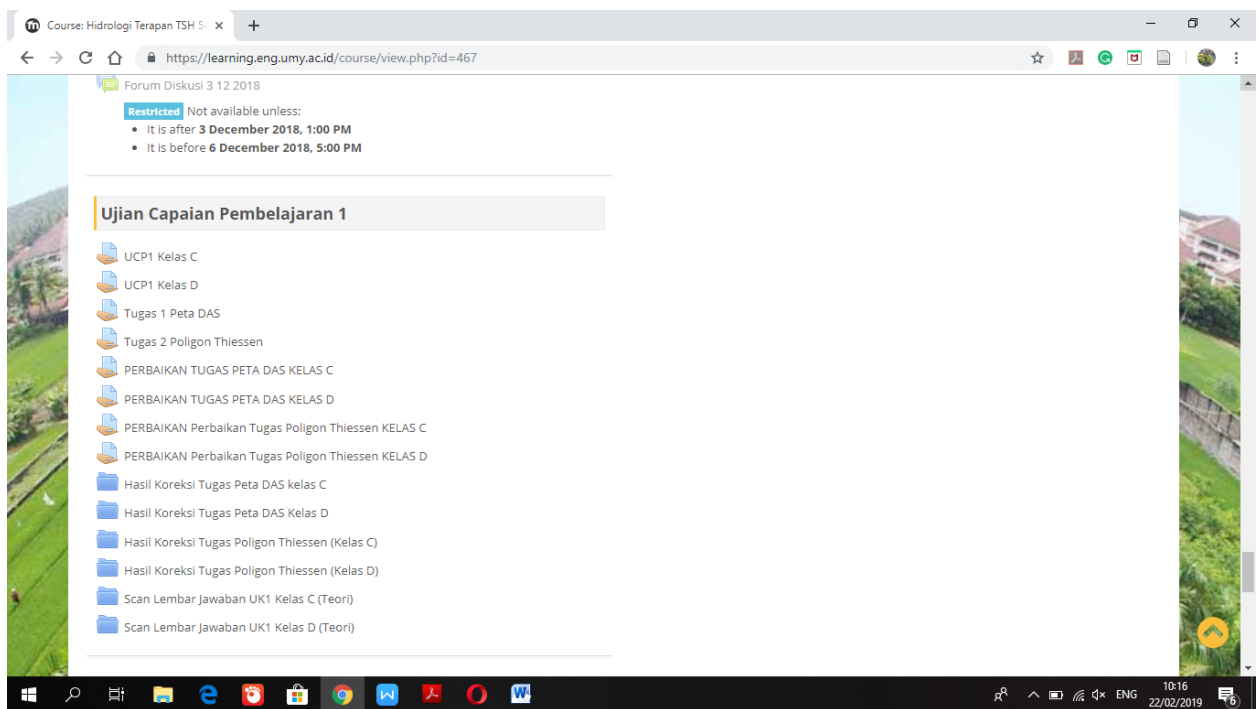 Course: Hidrologi Terapan TSH 5
https://learning.eng.umy.ac.id/course/view.php?id=467
Forum Diskusi 3 12 2018
Restricted Not available unless:
It is after 3 December 2018, 1:00 PM
It is before 6 December 2018, 5:00 PM
Ujian Capaian Pembelajaran 1
UCP1 Kelas C
UCP1 Kelas D
Tugas 1 Peta DAS
Tugas 2 Poligon Thiessen
PERBAIKAN TUGAS PETA DAS KELAS C
PERBAIKAN TUGAS PETA DAS KELAS D
PERBAIKAN Perbaikan Tugas Poligon Thiessen KELAS C
PERBAIKAN Perbaikan Tugas Poligon Thiessen KELAS D
Hasil Koreksi Tugas Peta DAS kelas C
Hasil Koreksi Tugas Peta DAS Kelas D
Hasil Koreksi Tugas Poligon Thiessen (Kelas C)
Hasil Koreksi Tugas Poligon Thiessen (Kelas D)
Scan Lembar Jawaban UK1 Kelas C (Teori)
Scan Lembar Jawaban UK1 Kelas D (Teori)
ENG
10:16
22/02/2019
6